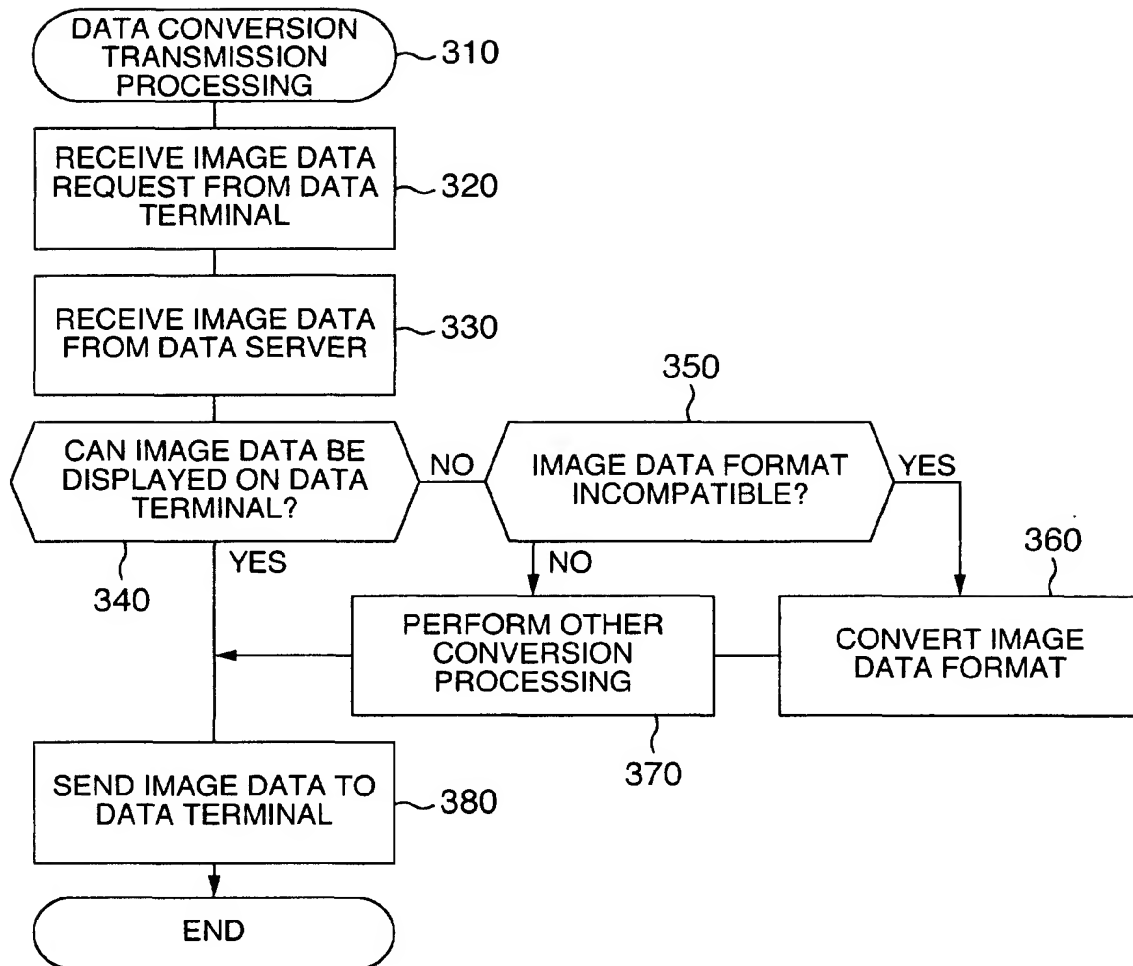 DATA CONVERSION
TRANSMISSION
PROCESSING
310
RECEIVE IMAGE DATA
REQUEST FROM DATA
TERMINAL
320
RECEIVE IMAGE DATA
FROM DATA SERVER
330
350
CAN IMAGE DATA BE
DISPLAYED ON DATA
TERMINAL?
NO
IMAGE DATA FORMAT
INCOMPATIBLE?
YES
340
YES
NO
360
PERFORM OTHER
CONVERSION
PROCESSING
CONVERT IMAGE
DATA FORMAT
370
SEND IMAGE DATA TO
DATA TERMINAL
380
END